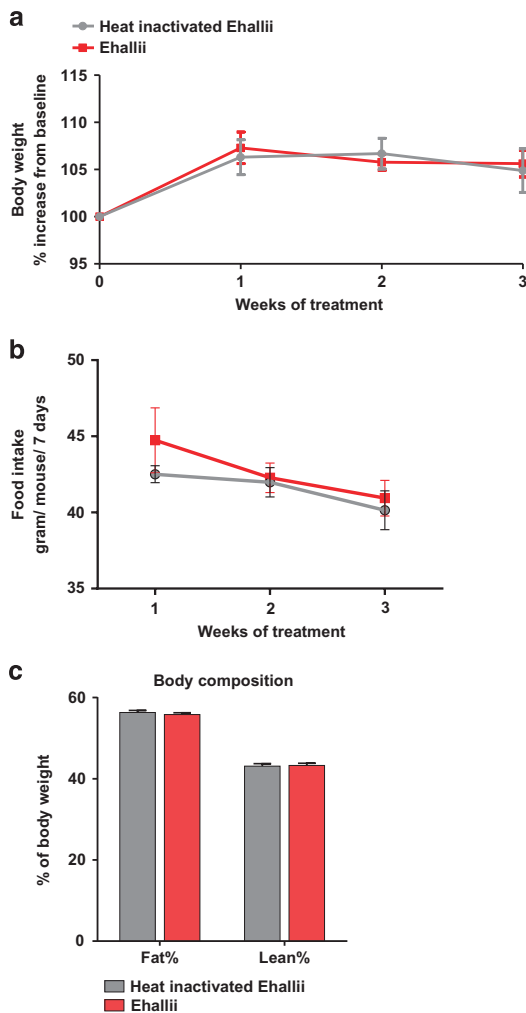 a
Heat inactivated Ehallii
Ehallii
Body weight
% increase from baseline
115
110
105
100
95
0
1
2
3
Weeks of treatment
b
Food intake
gram/ mouse/ 7 days
50
45
40
35
1
2
3
Weeks of treatment
c
Body composition
% of body weight
60
40
20
0
Fat%
Lean%
Heat inactivated Ehallii
Ehallii